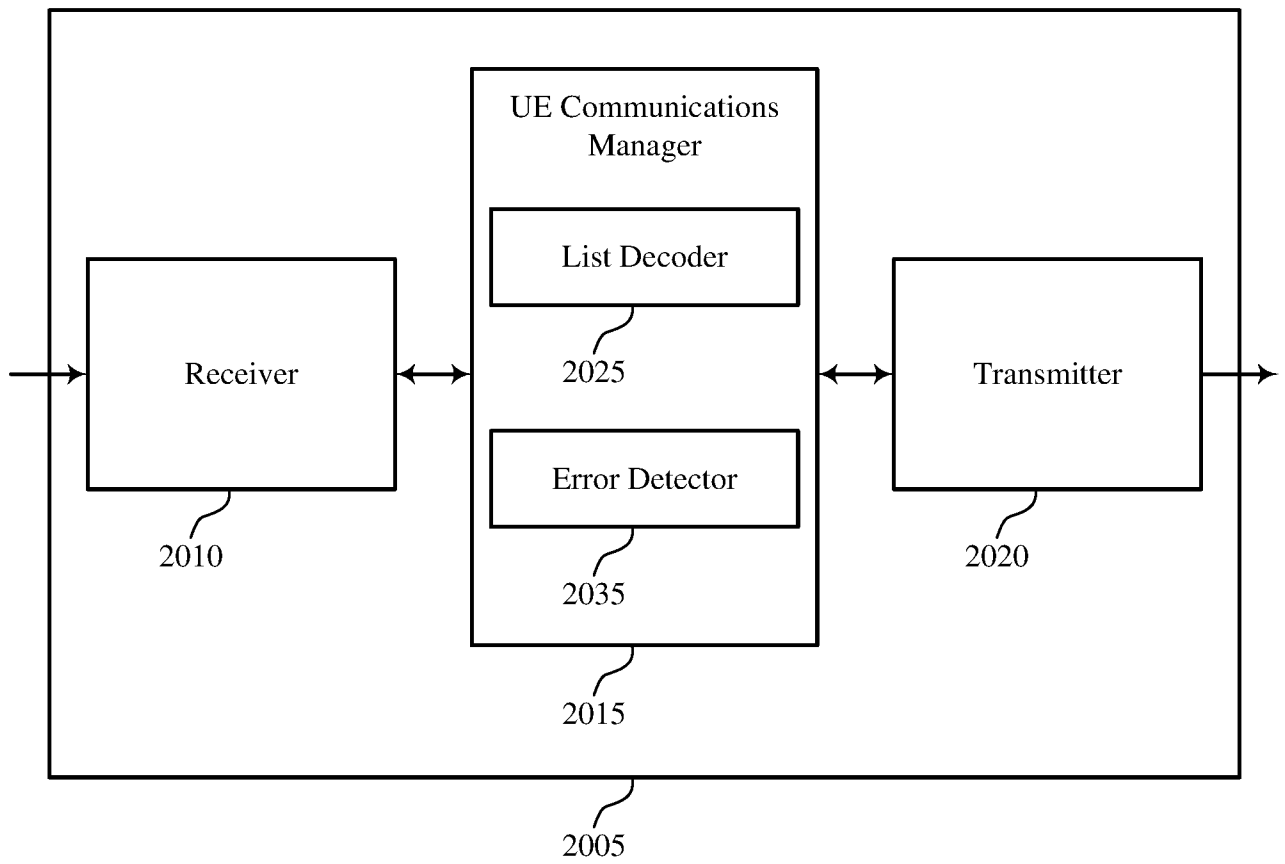 UE Communications
Manager
List Decoder
2025
Receiver
Transmitter
Error Detector
2010
2020
2035
2015
2005